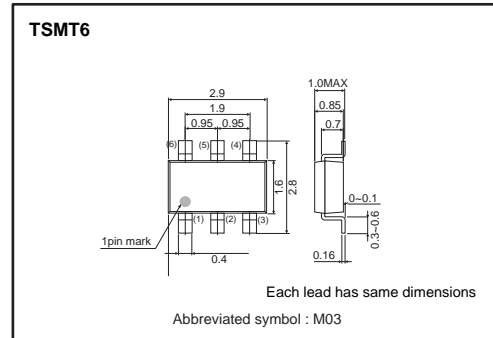 TSMT6
1.0MAX
2.9
0.85
1.9
0.7
0.95 0.95
(6) (5) (4)
1.6
2.8
0~0.1
(1) (2) (3)
1pin mark
0.3~0.6
0.4
0.16
Each lead has same dimensions
Abbreviated symbol : M03